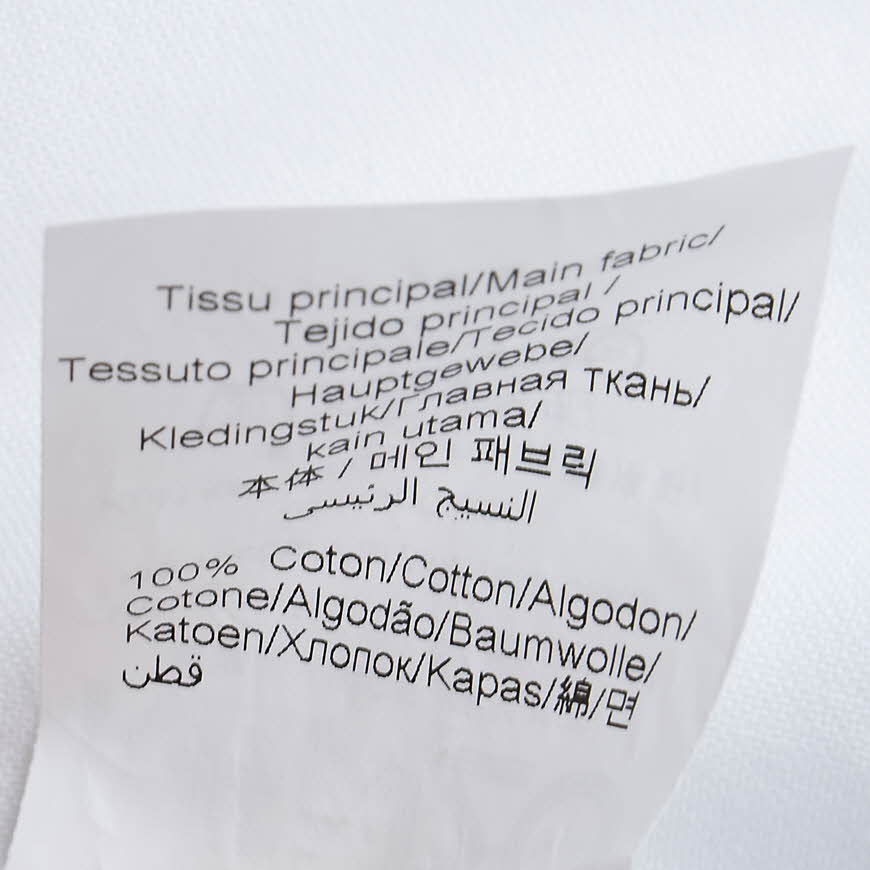 Tissu principal/Main fabric/
Tejido principal /
Tessuto principale/Tecido principal/
Hauptgewebe/
Kledingstuk/Главная ткань/
kain utama/
本体 / 메인 패브릭
النسيج الرئيسى
100% Coton/Cotton/Algodon/
Cotone/Algodão/Baumwolle/
Katoen/Хлопок/Kapas/綿/면
قطن